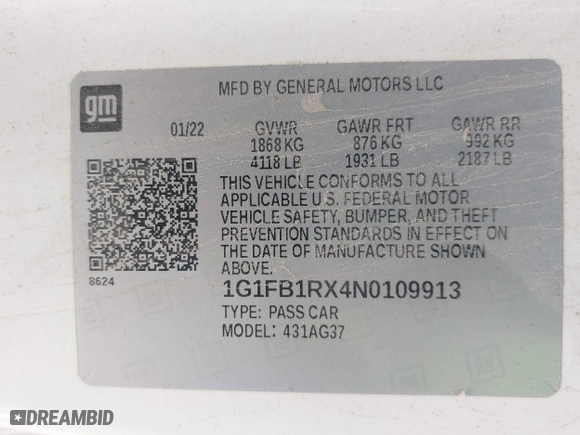 MFD BY GENERAL MOTORS LLC
gm
01/22 GVWR GAWR FRT GAWR RR
1868 KG 876 KG 992 KG
4118 LB 1931 LB 2187 LB
THIS VEHICLE CONFORMS TO ALL
APPLICABLE U.S. FEDERAL MOTOR
VEHICLE SAFETY, BUMPER, AND THEFT
PREVENTION STANDARDS IN EFFECT ON
THE DATE OF MANUFACTURE SHOWN
ABOVE.
8624
1G1FB1RX4N0109913
TYPE: PASS CAR
MODEL: 431AG37
DREAMBID